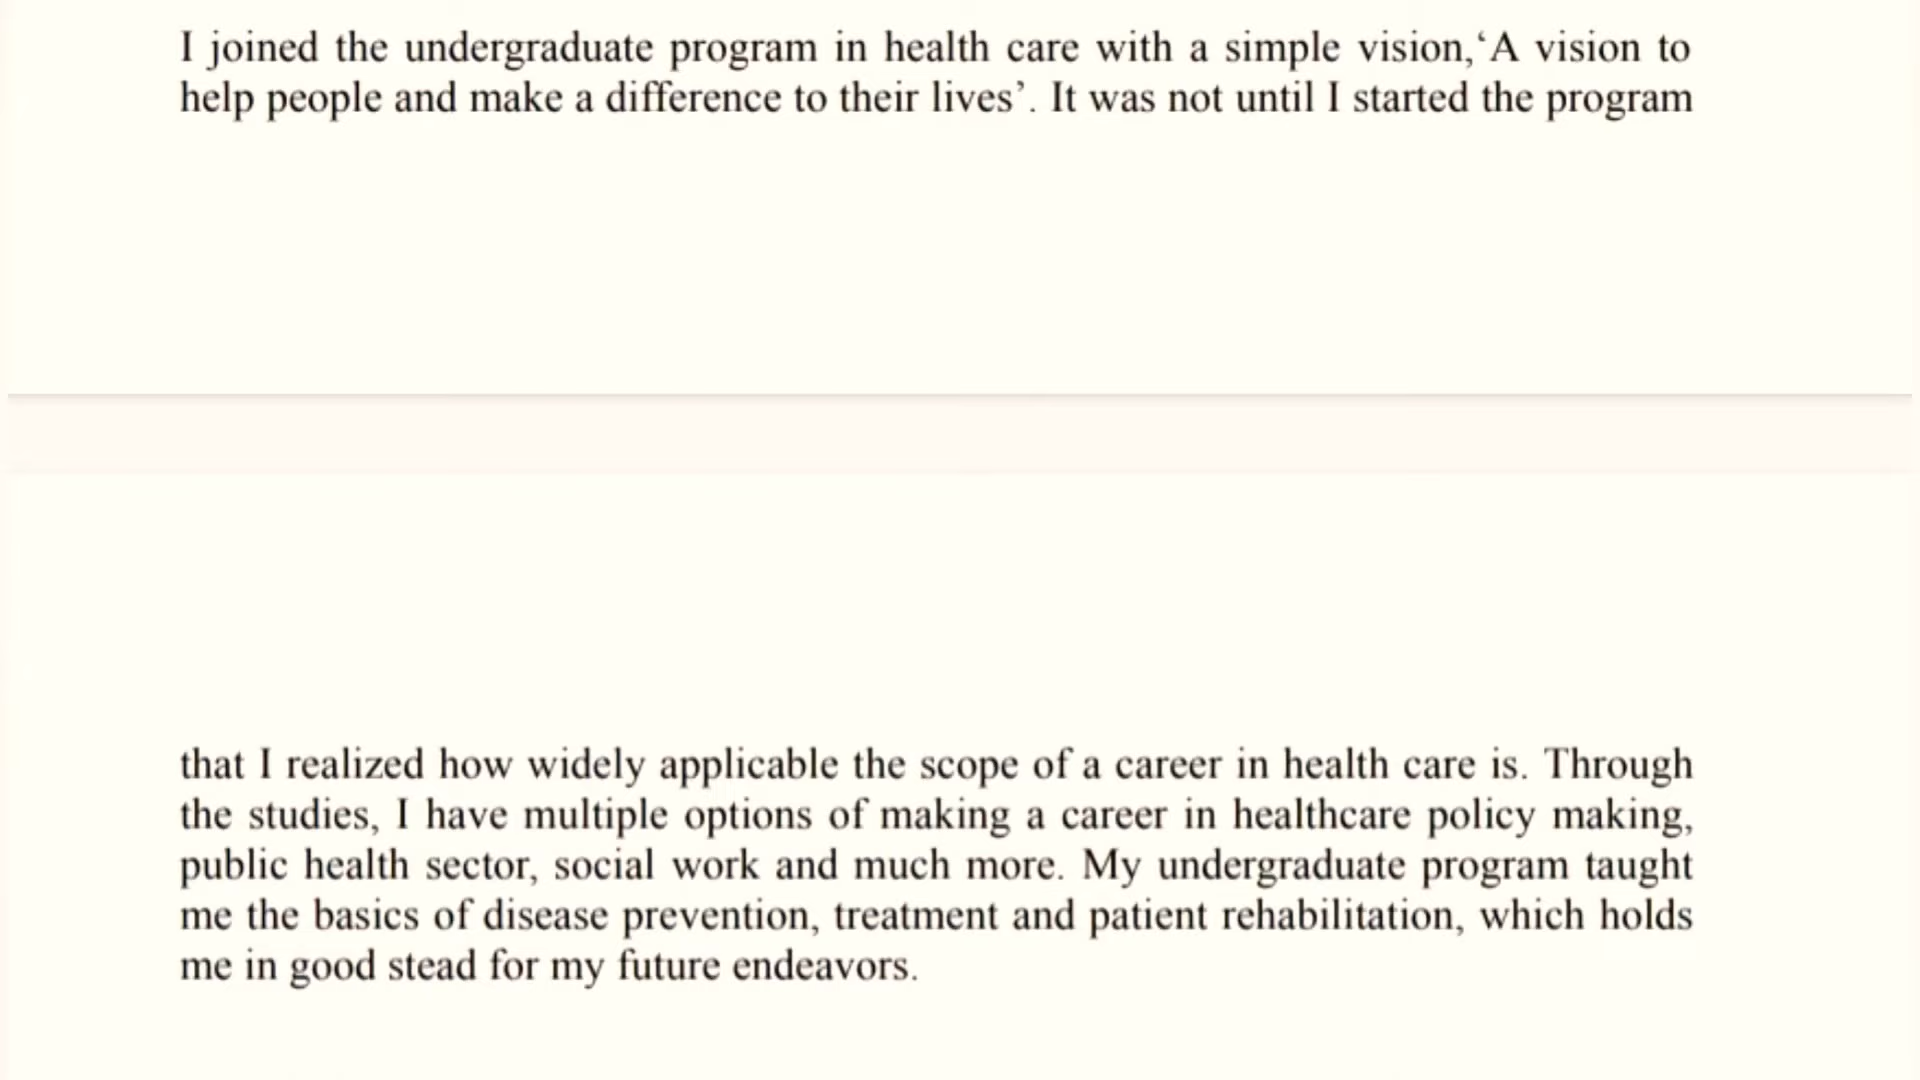 I joined the undergraduate program in health care with a simple vision,‘A vision to
help people and make a difference to their lives’. It was not until I started the program
that I realized how widely applicable the scope of a career in health care is. Through
the studies, I have multiple options of making a career in healthcare policy making,
public health sector, social work and much more. My undergraduate program taught
me the basics of disease prevention, treatment and patient rehabilitation, which holds
me in good stead for my future endeavors.